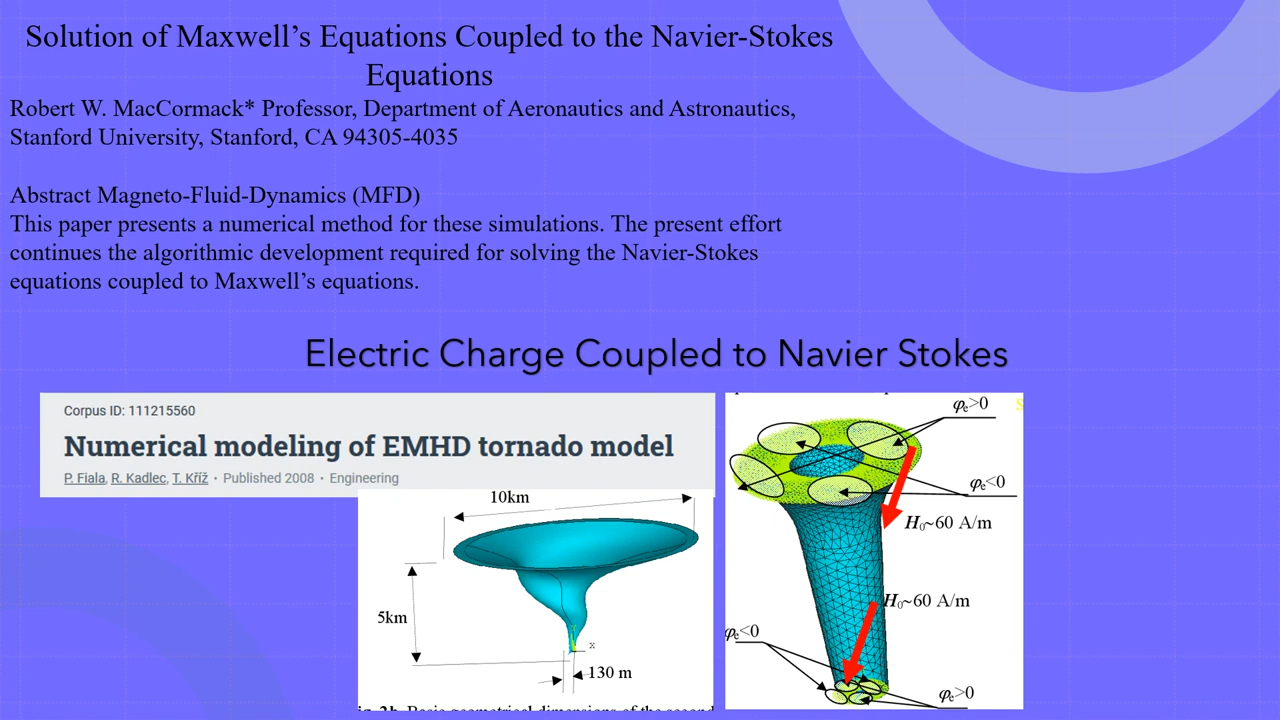 Solution of Maxwell’s Equations Coupled to the Navier-Stokes
Equations
Robert W. MacCormack* Professor, Department of Aeronautics and Astronautics,
Stanford University, Stanford, CA 94305-4035
Abstract Magneto-Fluid-Dynamics (MFD)
This paper presents a numerical method for these simulations. The present effort
continues the algorithmic development required for solving the Navier-Stokes
equations coupled to Maxwell’s equations.
Electric Charge Coupled to Navier Stokes
Corpus ID: 111215560
Numerical modeling of EMHD tornado model
P. Fiala, R. Kadlec, T. Kříž • Published 2008 • Engineering
10km
5km
x
130 m
φe>0
S
φe<0
H0~60 A/m
H0~60 A/m
φe<0
φe>0